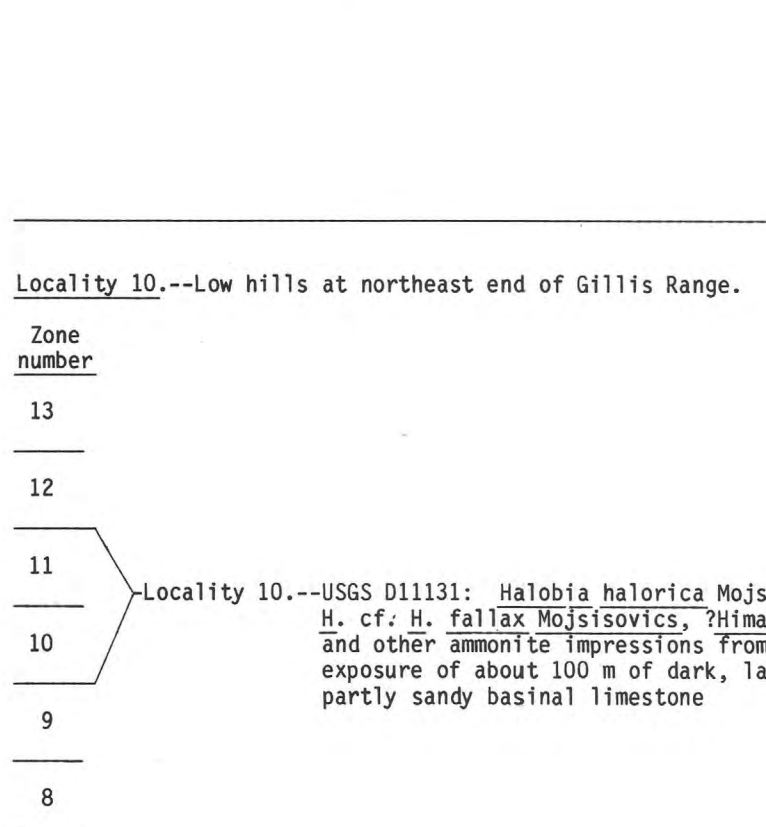 Locality 10.--Low hills at northeast end of Gillis Range.
Zone
number
13
12
11
Locality 10.--USGS D11131: Halobia halorica Mojs
H. cf. H. fallax Mojsisovics, ?Hima
10
and other ammonite impressions from
exposure of about 100 m of dark, la
partly sandy basinal limestone
9
8